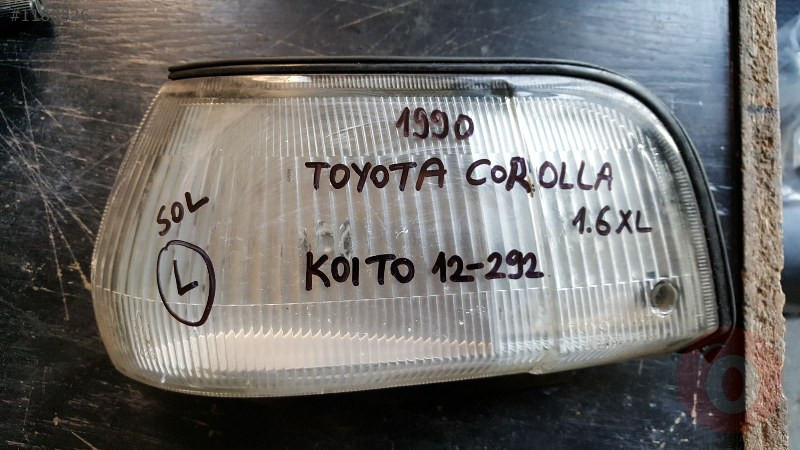 1990
TOYOTA COROLLA
1.6 XL
SOL
L
KOITO 12-292